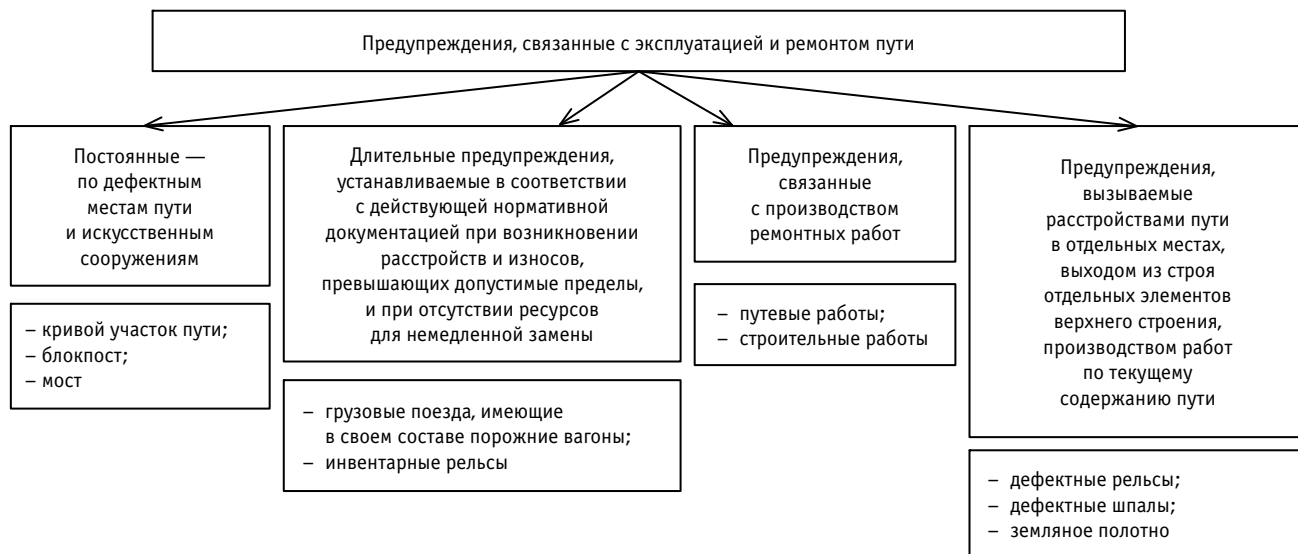 Предупреждения, связанные с эксплуатацией и ремонтом пути
Постоянные —
по дефектным
местам пути
и искусственным
сооружениям
– кривой участок пути;
– блокпост;
– мост
Длительные предупреждения,
устанавливаемые в соответствии
с действующей нормативной
документацией при возникновении
расстройств и износов,
превышающих допустимые пределы,
и при отсутствии ресурсов
для немедленной замены
– грузовые поезда, имеющие
в своем составе порожние вагоны;
– инвентарные рельсы
Предупреждения,
связанные
с производством
ремонтных работ
– путевые работы;
– строительные работы
Предупреждения,
вызываемые
расстройствами пути
в отдельных местах,
выходом из строя
отдельных элементов
верхнего строения,
производством работ
по текущему
содержанию пути
– дефектные рельсы;
– дефектные шпалы;
– земляное полотно